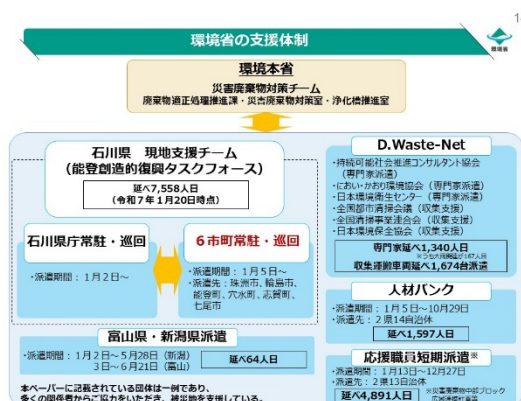 環境省の支援体制
環境省
環境本省
災害廃棄物対策チーム
廃棄物適正処理推進課・災害廃棄物対策室・浄化槽推進室
石川県 現地支援チーム
(能登創造的復興タスクフォース)
延べ7,558人日
(令和7年1月20日時点)
石川県庁常駐・巡回
・派遣期間:1月2日~
6市町常駐・巡回
・派遣期間:1月5日~
・派遣先:珠洲市、輪島市、
能登町、穴水町、志賀町、
七尾市
富山県・新潟県派遣
・派遣期間:1月2日~5月28日(新潟)
3日~6月21日(富山)
延べ64人日
本ペーパーに記載されている団体は一例であり、
多くの関係者からご協力をいただき、被災地を支援している。
D.Waste-Net
・持続可能社会推進コンサルタント協会
(専門家派遣)
・におい・かおり環境協会(専門家派遣)
・日本環境衛生センター(専門家派遣)
・全国都市清掃会議(収集支援)
・全国清掃事業連合会(収集支援)
・日本環境保全協会(収集支援)
専門家延べ1,340人日
収集運搬車両延べ1,674台派遣
人材バンク
・派遣期間:1月5日~10月29日
・派遣先:2県14自治体
延べ1,597人日
応援職員短期派遣※
・派遣期間:1月13日~12月27日
・派遣先:2県13自治体
延べ4,891人日
※災害廃棄物中部ブロック